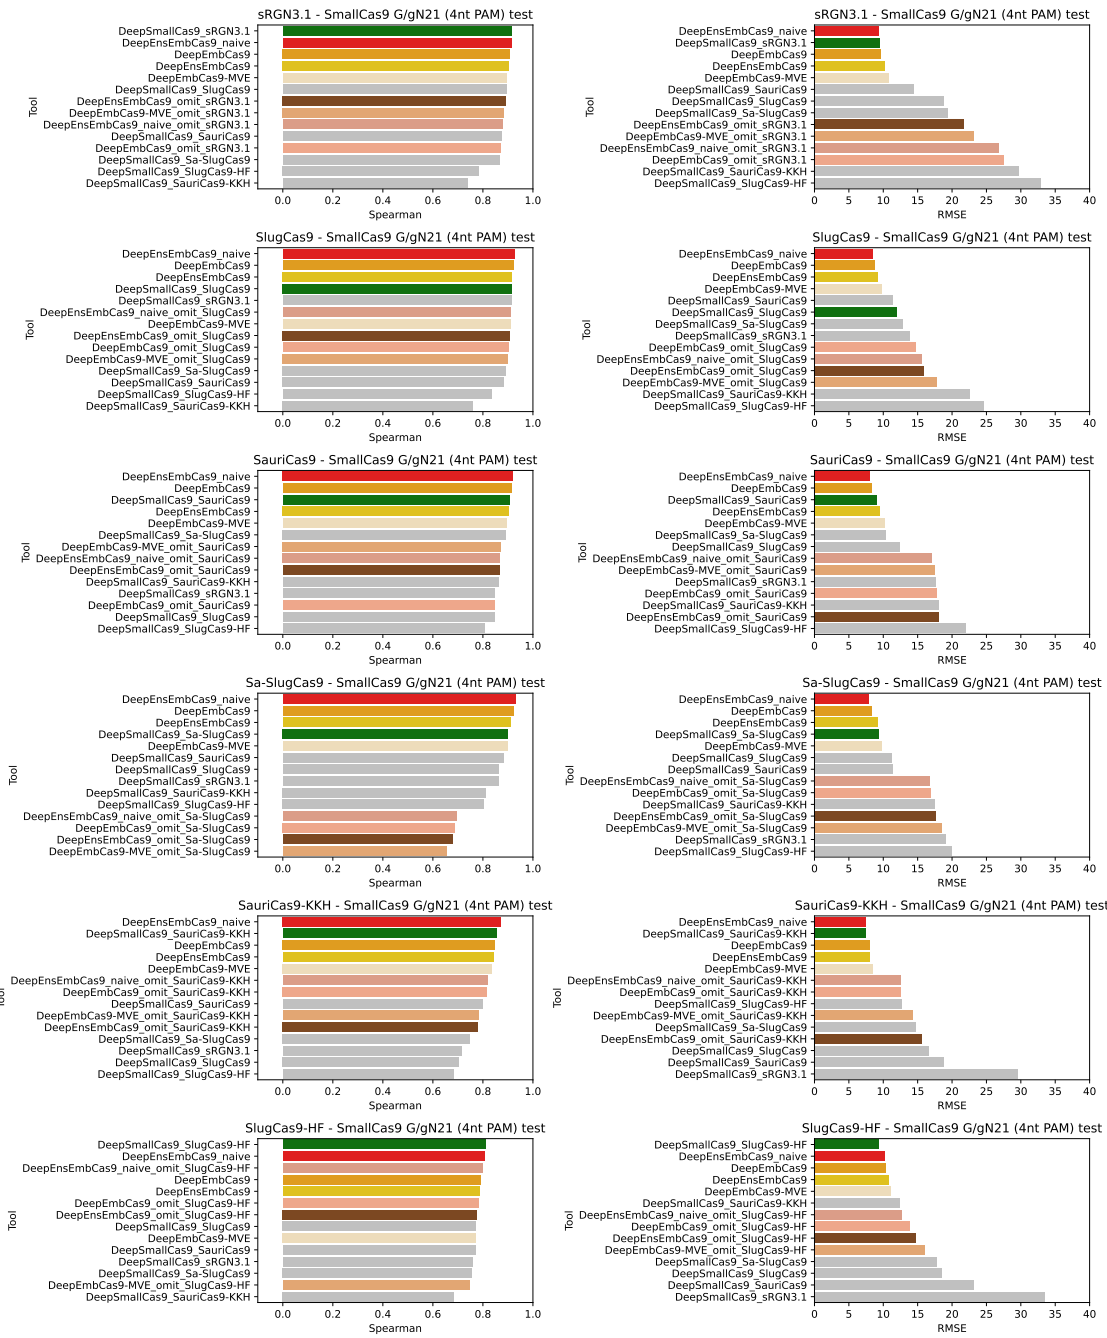 sRGN3.1 - SmallCas9 G/gN21 (4nt PAM) test
DeepSmallCas9_sRGN3.1
DeepEnsEmbCas9_naive
DeepEmbCas9
DeepEnsEmbCas9
DeepEmbCas9-MVE
DeepSmallCas9_SlugCas9
DeepEnsEmbCas9_omit_sRGN3.1
DeepEmbCas9-MVE_omit_sRGN3.1
DeepEnsEmbCas9_naive_omit_sRGN3.1
DeepSmallCas9_SauriCas9
DeepEmbCas9_omit_sRGN3.1
DeepSmallCas9_Sa-SlugCas9
DeepSmallCas9_SlugCas9-HF
DeepSmallCas9_SauriCas9-KKH
Tool
0.0 0.2 0.4 0.6 0.8 1.0
Spearman
sRGN3.1 - SmallCas9 G/gN21 (4nt PAM) test
DeepEnsEmbCas9_naive
DeepSmallCas9_sRGN3.1
DeepEmbCas9
DeepEnsEmbCas9
DeepEmbCas9-MVE
DeepSmallCas9_SauriCas9
DeepSmallCas9_SlugCas9
DeepSmallCas9_Sa-SlugCas9
DeepEnsEmbCas9_omit_sRGN3.1
DeepEmbCas9-MVE_omit_sRGN3.1
DeepEnsEmbCas9_naive_omit_sRGN3.1
DeepEmbCas9_omit_sRGN3.1
DeepSmallCas9_SauriCas9-KKH
DeepSmallCas9_SlugCas9-HF
Tool
0 5 10 15 20 25 30 35 40
RMSE
SlugCas9 - SmallCas9 G/gN21 (4nt PAM) test
DeepEnsEmbCas9_naive
DeepEmbCas9
DeepEnsEmbCas9
DeepSmallCas9_SlugCas9
DeepSmallCas9_sRGN3.1
DeepEnsEmbCas9_naive_omit_SlugCas9
DeepEmbCas9-MVE
DeepEnsEmbCas9_omit_SlugCas9
DeepEmbCas9_omit_SlugCas9
DeepEmbCas9-MVE_omit_SlugCas9
DeepSmallCas9_Sa-SlugCas9
DeepSmallCas9_SauriCas9
DeepSmallCas9_SlugCas9-HF
DeepSmallCas9_SauriCas9-KKH
Tool
0.0 0.2 0.4 0.6 0.8 1.0
Spearman
SlugCas9 - SmallCas9 G/gN21 (4nt PAM) test
DeepEnsEmbCas9_naive
DeepEmbCas9
DeepEnsEmbCas9
DeepEmbCas9-MVE
DeepSmallCas9_SauriCas9
DeepSmallCas9_SlugCas9
DeepSmallCas9_Sa-SlugCas9
DeepSmallCas9_sRGN3.1
DeepEmbCas9_omit_SlugCas9
DeepEnsEmbCas9_naive_omit_SlugCas9
DeepEnsEmbCas9_omit_SlugCas9
DeepEmbCas9-MVE_omit_SlugCas9
DeepSmallCas9_SauriCas9-KKH
DeepSmallCas9_SlugCas9-HF
Tool
0 5 10 15 20 25 30 35 40
RMSE
SauriCas9 - SmallCas9 G/gN21 (4nt PAM) test
DeepEnsEmbCas9_naive
DeepEmbCas9
DeepSmallCas9_SauriCas9
DeepEnsEmbCas9
DeepEmbCas9-MVE
DeepSmallCas9_Sa-SlugCas9
DeepEmbCas9-MVE_omit_SauriCas9
DeepEnsEmbCas9_naive_omit_SauriCas9
DeepEnsEmbCas9_omit_SauriCas9
DeepSmallCas9_SauriCas9-KKH
DeepSmallCas9_sRGN3.1
DeepEmbCas9_omit_SauriCas9
DeepSmallCas9_SlugCas9
DeepSmallCas9_SlugCas9-HF
Tool
0.0 0.2 0.4 0.6 0.8 1.0
Spearman
SauriCas9 - SmallCas9 G/gN21 (4nt PAM) test
DeepEnsEmbCas9_naive
DeepEmbCas9
DeepSmallCas9_SauriCas9
DeepEnsEmbCas9
DeepEmbCas9-MVE
DeepSmallCas9_Sa-SlugCas9
DeepSmallCas9_SlugCas9
DeepEnsEmbCas9_naive_omit_SauriCas9
DeepEmbCas9-MVE_omit_SauriCas9
DeepSmallCas9_sRGN3.1
DeepEmbCas9_omit_SauriCas9
DeepSmallCas9_SauriCas9-KKH
DeepEnsEmbCas9_omit_SauriCas9
DeepSmallCas9_SlugCas9-HF
Tool
0 5 10 15 20 25 30 35 40
RMSE
Sa-SlugCas9 - SmallCas9 G/gN21 (4nt PAM) test
DeepEnsEmbCas9_naive
DeepEmbCas9
DeepEnsEmbCas9
DeepSmallCas9_Sa-SlugCas9
DeepEmbCas9-MVE
DeepSmallCas9_SauriCas9
DeepSmallCas9_SlugCas9
DeepSmallCas9_sRGN3.1
DeepSmallCas9_SauriCas9-KKH
DeepSmallCas9_SlugCas9-HF
DeepEnsEmbCas9_naive_omit_Sa-SlugCas9
DeepEmbCas9_omit_Sa-SlugCas9
DeepEnsEmbCas9_omit_Sa-SlugCas9
DeepEmbCas9-MVE_omit_Sa-SlugCas9
Tool
0.0 0.2 0.4 0.6 0.8 1.0
Spearman
Sa-SlugCas9 - SmallCas9 G/gN21 (4nt PAM) test
DeepEnsEmbCas9_naive
DeepEmbCas9
DeepEnsEmbCas9
DeepSmallCas9_Sa-SlugCas9
DeepEmbCas9-MVE
DeepSmallCas9_SlugCas9
DeepSmallCas9_SauriCas9
DeepEnsEmbCas9_naive_omit_Sa-SlugCas9
DeepEmbCas9_omit_Sa-SlugCas9
DeepSmallCas9_SauriCas9-KKH
DeepEnsEmbCas9_omit_Sa-SlugCas9
DeepEmbCas9-MVE_omit_Sa-SlugCas9
DeepSmallCas9_sRGN3.1
DeepSmallCas9_SlugCas9-HF
Tool
0 5 10 15 20 25 30 35 40
RMSE
SauriCas9-KKH - SmallCas9 G/gN21 (4nt PAM) test
DeepEnsEmbCas9_naive
DeepSmallCas9_SauriCas9-KKH
DeepEmbCas9
DeepEnsEmbCas9
DeepEmbCas9-MVE
DeepEnsEmbCas9_naive_omit_SauriCas9-KKH
DeepEmbCas9_omit_SauriCas9-KKH
DeepSmallCas9_SauriCas9
DeepEmbCas9-MVE_omit_SauriCas9-KKH
DeepEnsEmbCas9_omit_SauriCas9-KKH
DeepSmallCas9_Sa-SlugCas9
DeepSmallCas9_sRGN3.1
DeepSmallCas9_SlugCas9
DeepSmallCas9_SlugCas9-HF
Tool
0.0 0.2 0.4 0.6 0.8 1.0
Spearman
SauriCas9-KKH - SmallCas9 G/gN21 (4nt PAM) test
DeepEnsEmbCas9_naive
DeepSmallCas9_SauriCas9-KKH
DeepEmbCas9
DeepEnsEmbCas9
DeepEmbCas9-MVE
DeepEnsEmbCas9_naive_omit_SauriCas9-KKH
DeepEmbCas9_omit_SauriCas9-KKH
DeepSmallCas9_SlugCas9-HF
DeepEmbCas9-MVE_omit_SauriCas9-KKH
DeepSmallCas9_Sa-SlugCas9
DeepEnsEmbCas9_omit_SauriCas9-KKH
DeepSmallCas9_SlugCas9
DeepSmallCas9_SauriCas9
DeepSmallCas9_sRGN3.1
Tool
0 5 10 15 20 25 30 35 40
RMSE
SlugCas9-HF - SmallCas9 G/gN21 (4nt PAM) test
DeepSmallCas9_SlugCas9-HF
DeepEnsEmbCas9_naive
DeepEnsEmbCas9_naive_omit_SlugCas9-HF
DeepEmbCas9
DeepEnsEmbCas9
DeepEmbCas9_omit_SlugCas9-HF
DeepEnsEmbCas9_omit_SlugCas9-HF
DeepSmallCas9_SlugCas9
DeepEmbCas9-MVE
DeepSmallCas9_SauriCas9
DeepSmallCas9_sRGN3.1
DeepSmallCas9_Sa-SlugCas9
DeepEmbCas9-MVE_omit_SlugCas9-HF
DeepSmallCas9_SauriCas9-KKH
Tool
0.0 0.2 0.4 0.6 0.8 1.0
Spearman
SlugCas9-HF - SmallCas9 G/gN21 (4nt PAM) test
DeepSmallCas9_SlugCas9-HF
DeepEnsEmbCas9_naive
DeepEmbCas9
DeepEnsEmbCas9
DeepEmbCas9-MVE
DeepSmallCas9_SauriCas9-KKH
DeepEnsEmbCas9_naive_omit_SlugCas9-HF
DeepEmbCas9_omit_SlugCas9-HF
DeepEnsEmbCas9_omit_SlugCas9-HF
DeepEmbCas9-MVE_omit_SlugCas9-HF
DeepSmallCas9_Sa-SlugCas9
DeepSmallCas9_SlugCas9
DeepSmallCas9_SauriCas9
DeepSmallCas9_sRGN3.1
Tool
0 5 10 15 20 25 30 35 40
RMSE